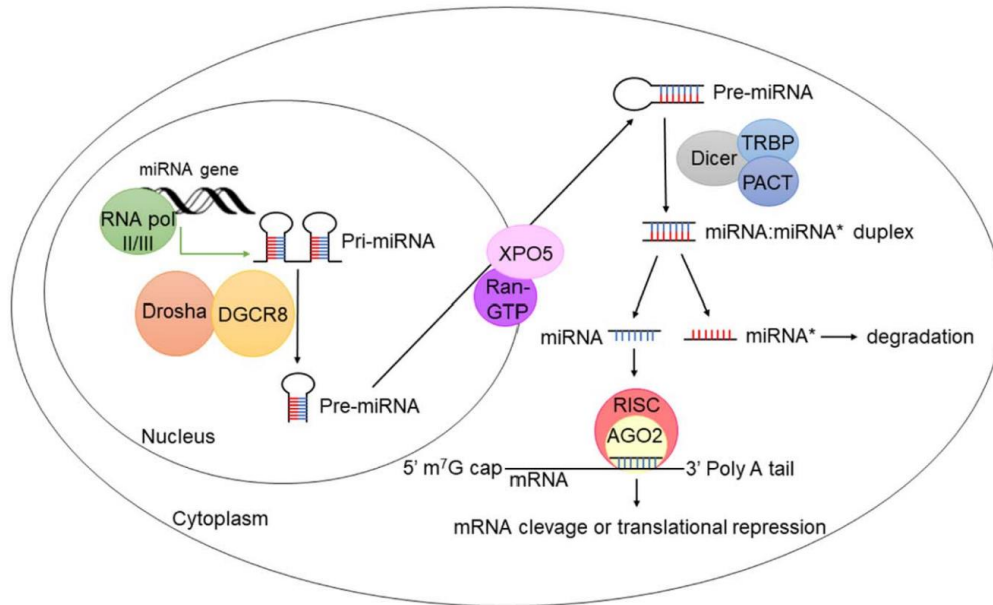 miRNA gene
RNA pol
II/III
Pri-miRNA
Drosha
DGCR8
Pre-miRNA
Nucleus
Cytoplasm
XPO5
Ran-
GTP
Pre-miRNA
Dicer
TRBP
PACT
miRNA:miRNA* duplex
miRNA
miRNA*
degradation
RISC
AGO2
5’ m⁷G cap
mRNA
3’ Poly A tail
mRNA clevage or translational repression